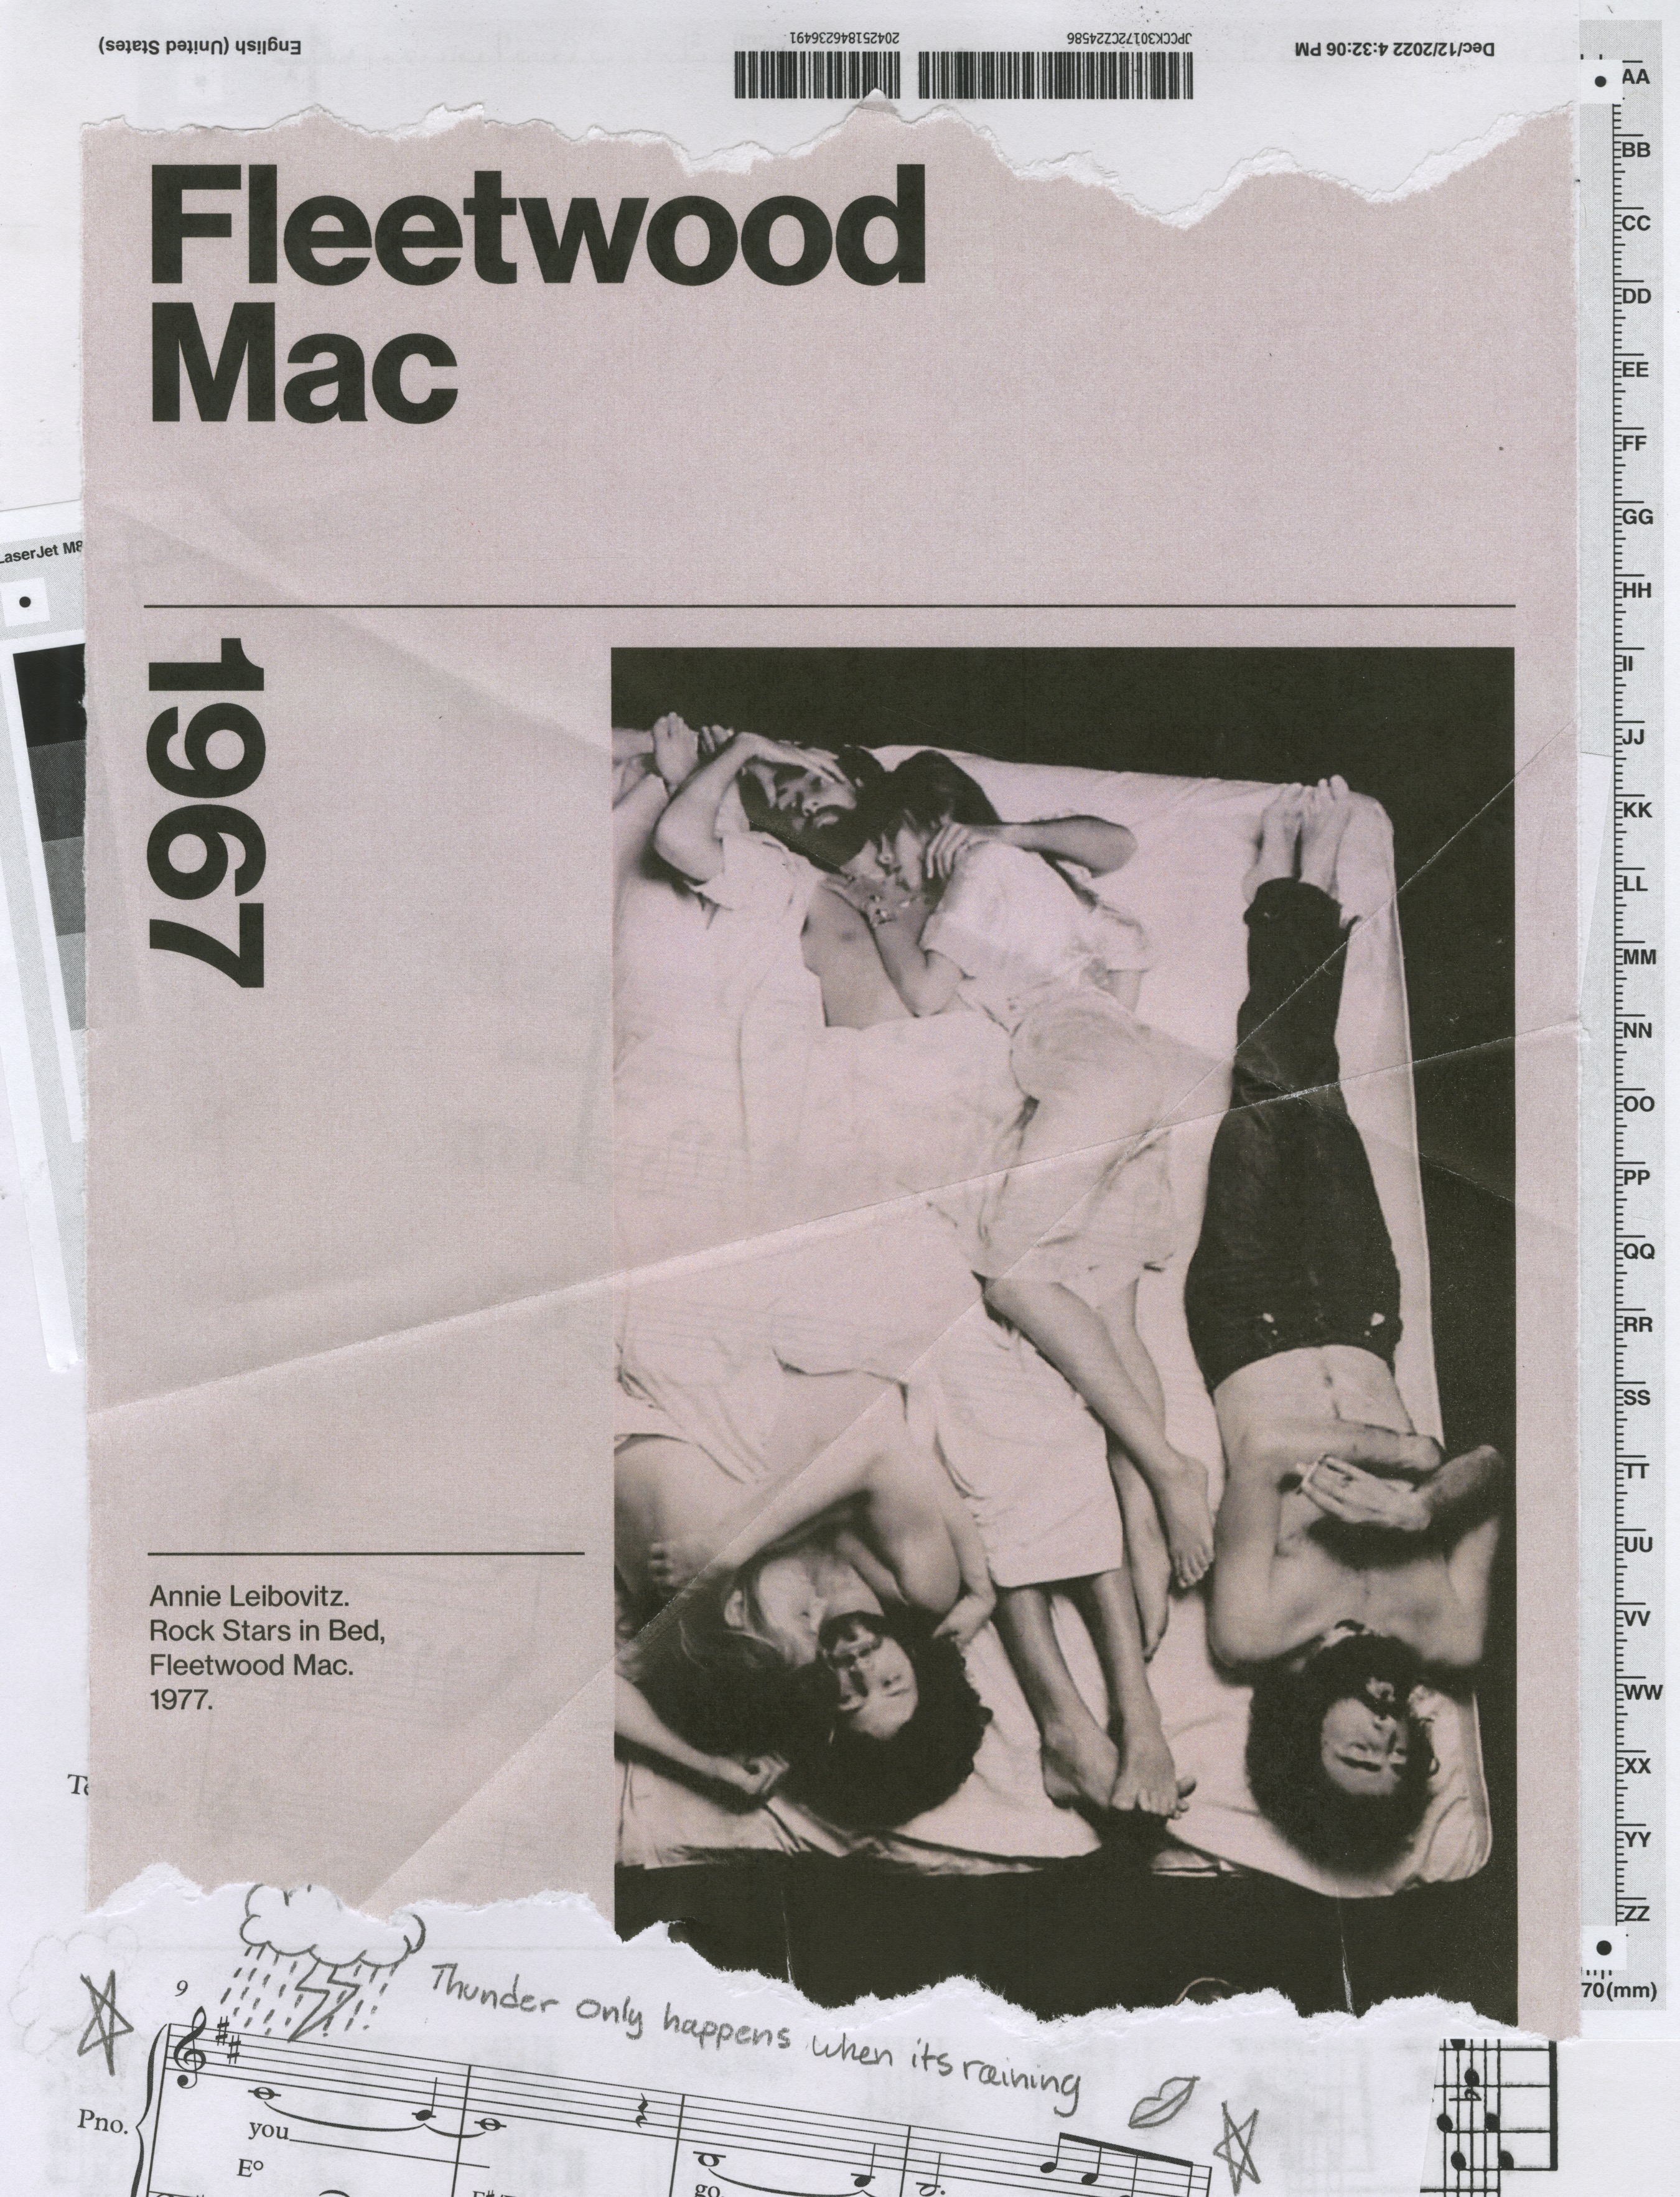 English (United States)
204251846236491
JPCCK30172CZ224586
Dec/12/2022 4:32:06 PM
Fleetwood
Mac
1967
LaserJet M8
AA
BB
CC
DD
EE
FF
GG
HH
II
JJ
KK
LL
MM
NN
OO
PP
QQ
RR
SS
TT
UU
VV
WW
XX
YY
ZZ
70(mm)
Annie Leibovitz.
Rock Stars in Bed,
Fleetwood Mac.
1977.
Thunder only happens when its raining
9
Pno.
you
go